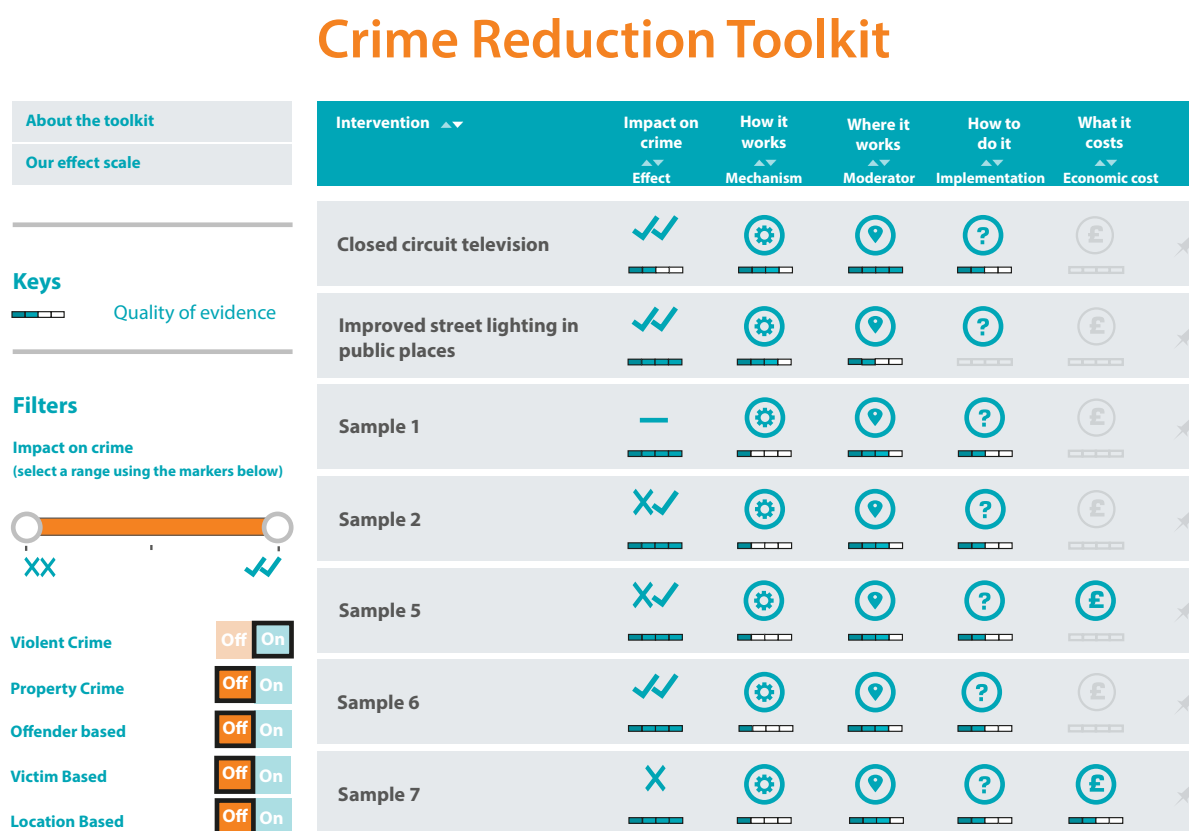 Crime Reduction Toolkit
About the toolkit
Our effect scale
Keys
Quality of evidence
Filters
Impact on crime
(select a range using the markers below)
Violent Crime Off On
Property Crime Off On
Offender based Off On
Victim Based Off On
Location Based Off On
Intervention
Impact on
crime
Effect
How it
works
Mechanism
Where it
works
Moderator
How to
do it
Implementation
What it
costs
Economic cost
Closed circuit television
? £
Improved street lighting in
public places
? £
Sample 1
? £
Sample 2
? £
Sample 5
? £
Sample 6
? £
Sample 7
? £